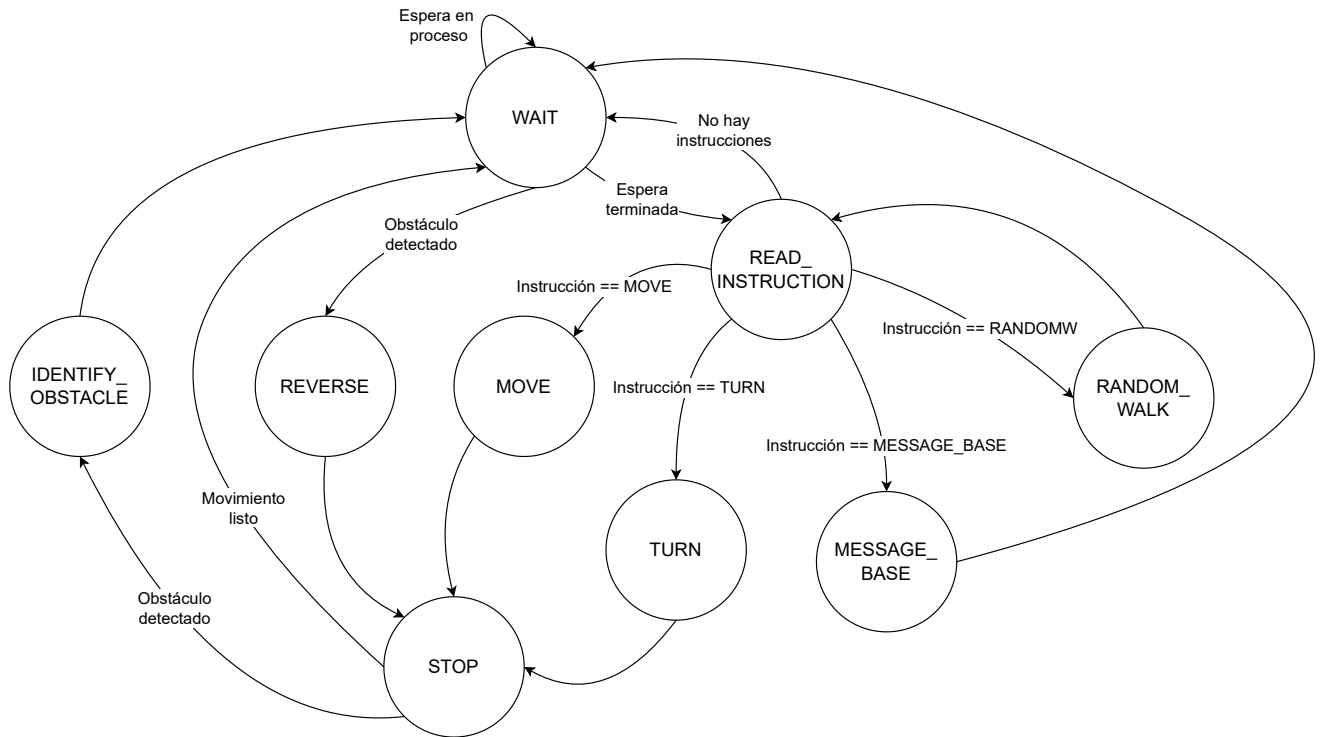 Espera en
proceso
WAIT
No hay
instrucciones
Espera
terminada
Obstáculo
detectado
READ_
INSTRUCTION
Instrucción == MOVE
Instrucción == RANDOMW
IDENTIFY_
OBSTACLE
REVERSE
MOVE
Instrucción == TURN
RANDOM_
WALK
Instrucción == MESSAGE_BASE
Movimiento
listo
TURN
MESSAGE_
BASE
Obstáculo
detectado
STOP